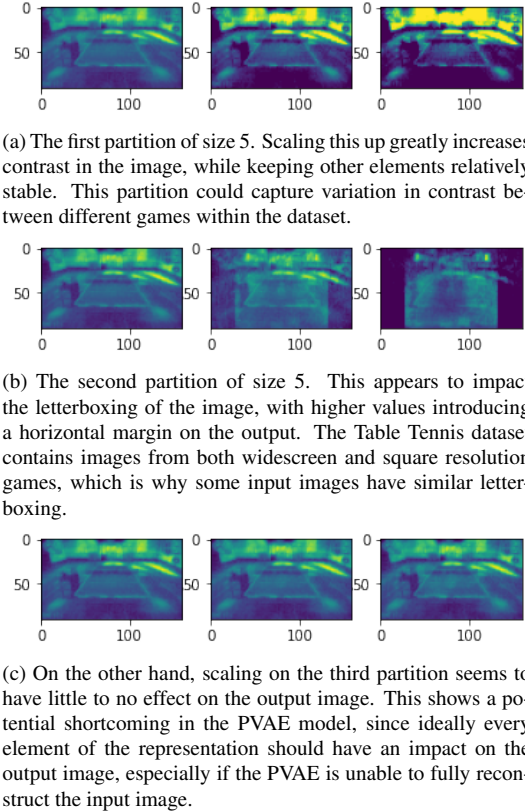 0
50
0 100 0 100 0 100
(a) The first partition of size 5. Scaling this up greatly increases
contrast in the image, while keeping other elements relatively
stable. This partition could capture variation in contrast be-
tween different games within the dataset.
0 0 0
50 50 50
0 100 0 100 0 100
(b) The second partition of size 5. This appears to impac
the letterboxing of the image, with higher values introducing
a horizontal margin on the output. The Table Tennis datase
contains images from both widescreen and square resolution
games, which is why some input images have similar letter-
boxing.
0 0 0
50 50 50
0 100 0 100 0 100
(c) On the other hand, scaling on the third partition seems to
have little to no effect on the output image. This shows a po-
tential shortcoming in the PVAE model, since ideally every
element of the representation should have an impact on the
output image, especially if the PVAE is unable to fully recon-
struct the input image.